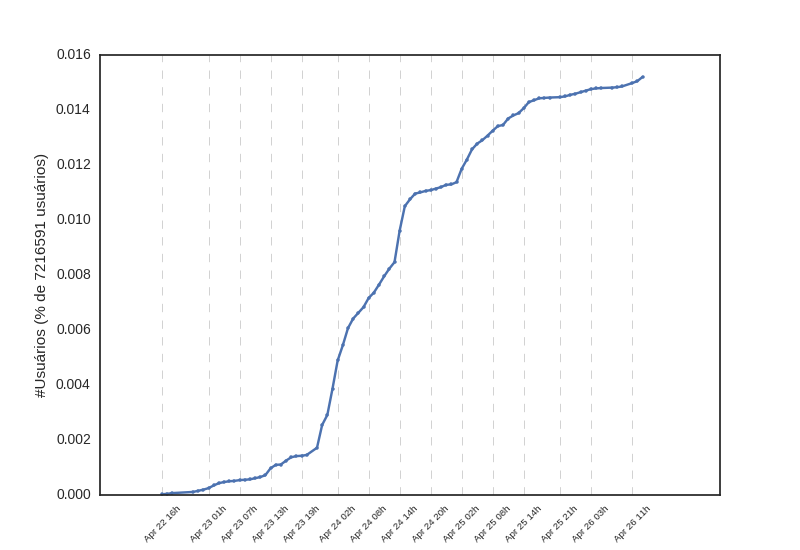 0.016
0.014
0.012
0.010
0.008
0.006
0.004
0.002
0.000
#Usuários (% de 7216591 usuários)
Apr 22 16h
Apr 23 01h
Apr 23 07h
Apr 23 13h
Apr 23 19h
Apr 24 02h
Apr 24 08h
Apr 24 14h
Apr 24 20h
Apr 25 02h
Apr 25 08h
Apr 25 14h
Apr 25 21h
Apr 26 03h
Apr 26 11h